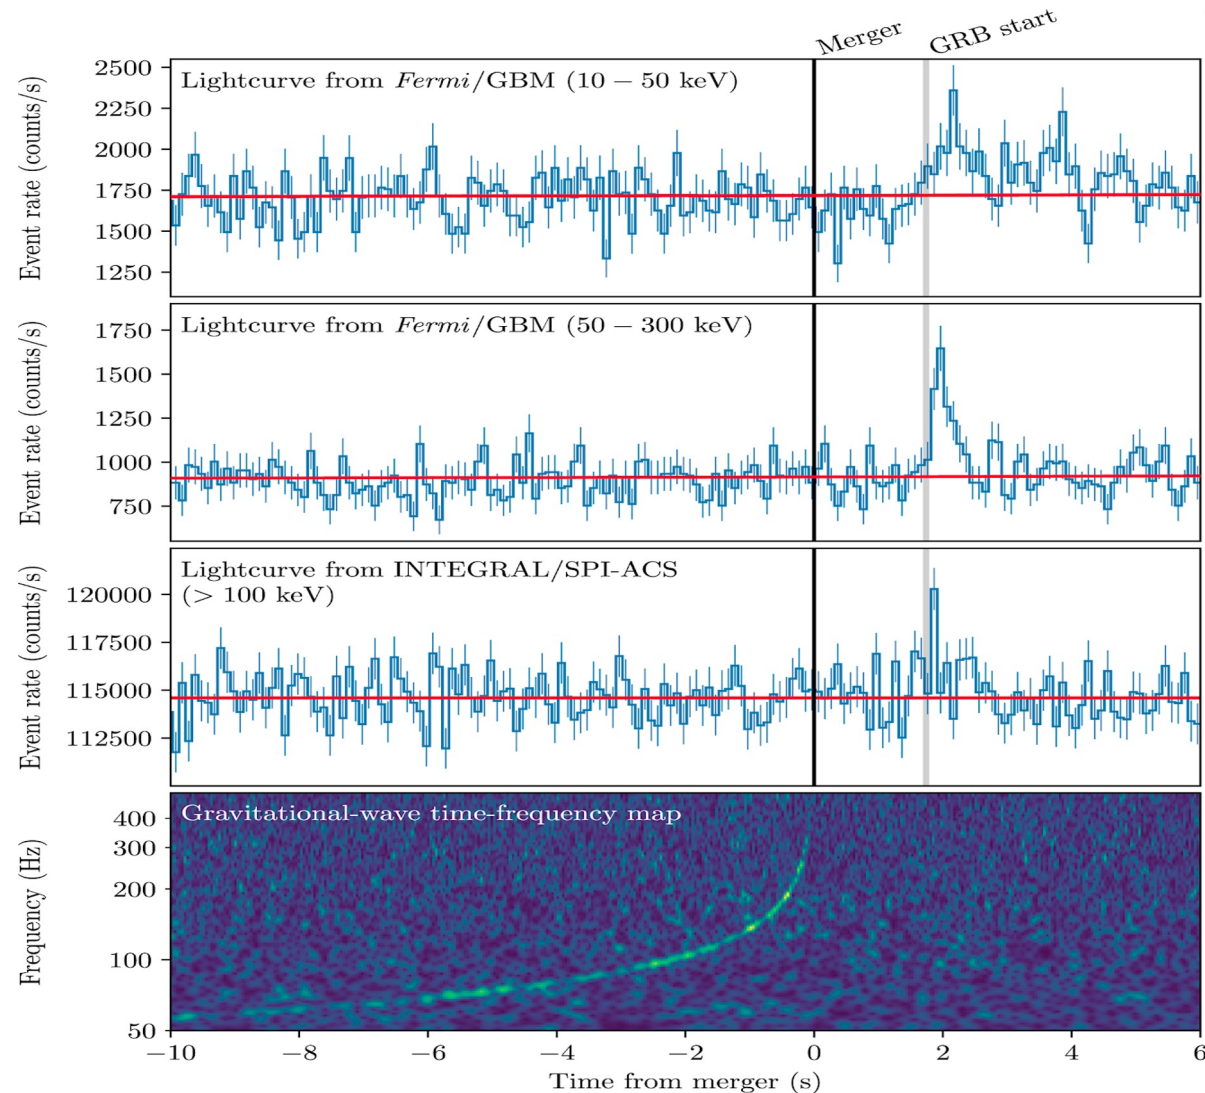 Merger GRB start
2500
2250
2000
1750
1500
1250
Event rate (counts/s)
Lightcurve from Fermi/GBM (10 – 50 keV)
1750
1500
1250
1000
750
Event rate (counts/s)
Lightcurve from Fermi/GBM (50 – 300 keV)
120000
117500
115000
112500
Event rate (counts/s)
Lightcurve from INTEGRAL/SPI-ACS
(> 100 keV)
400
300
200
100
50
Frequency (Hz)
Gravitational-wave time-frequency map
−10 −8 −6 −4 −2 0 2 4 6
Time from merger (s)